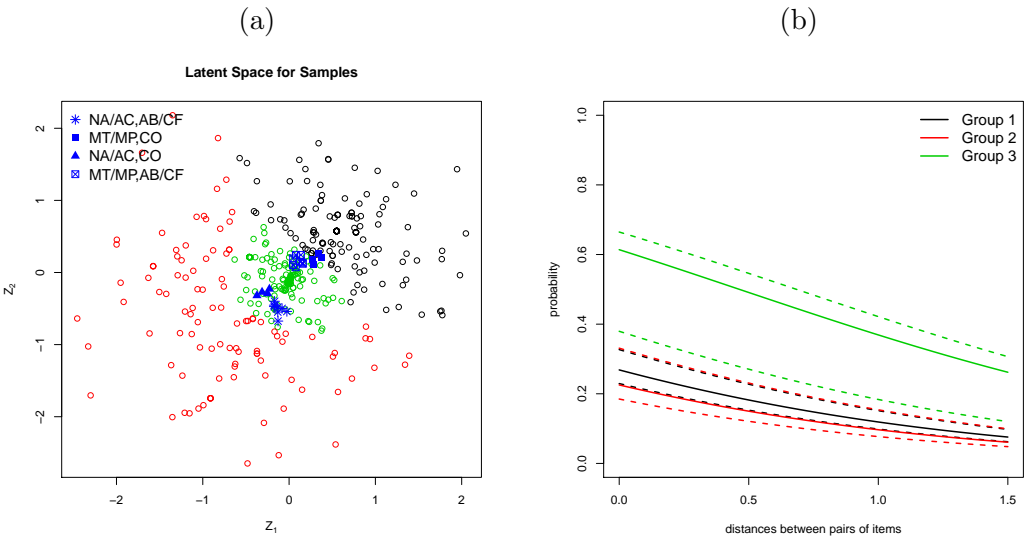 (a)
Latent Space for Samples
NA/AC,AB/CF
MT/MP,CO
NA/AC,CO
MT/MP,AB/CF
2
1
0
−1
−2
Z2
−2
−1
0
1
2
Z1
(b)
Group 1
Group 2
Group 3
1.0
0.8
0.6
0.4
0.2
0.0
probability
0.0
0.5
1.0
1.5
distances between pairs of items